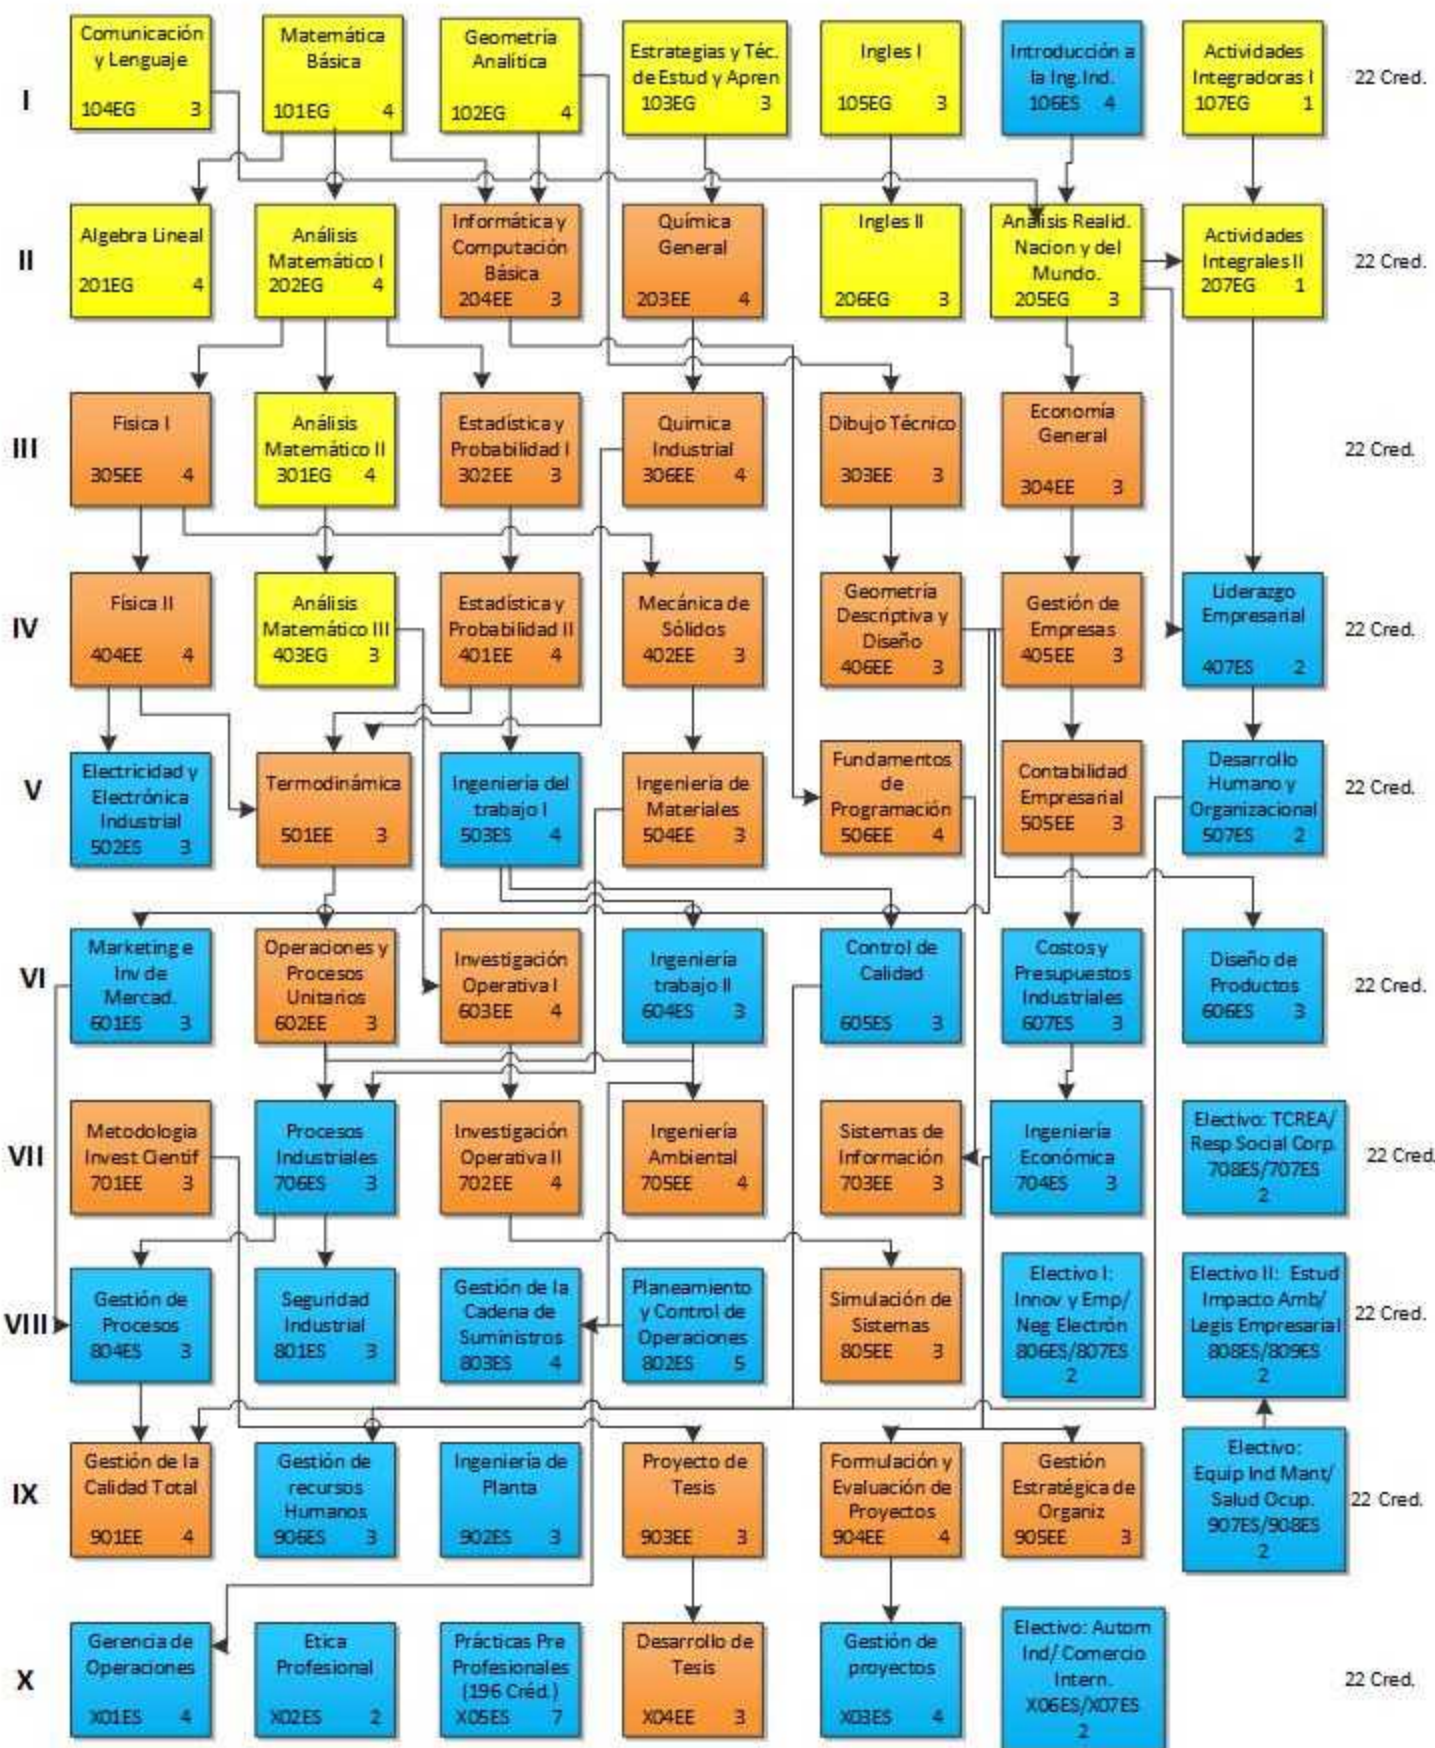 I
Comunicación
y Lenguaje
104EG 3
Matemática
Básica
101EG 4
Geometría
Analítica
102EG 4
Estrategias y Téc.
de Estud y Apren
103EG 3
Ingles I
105EG 3
Introducción a
la Ing.Ind.
106ES 4
Actividades
Integradoras I
107EG 1
22 Cred.
II
Algebra Lineal
201EG 4
Análisis
Matemático I
202EG 4
Informática y
Computación
Básica
204EE 3
Química
General
203EE 4
Ingles II
206EG 3
Análisis Realid.
Nacion y del
Mundo.
205EG 3
Actividades
Integrales II
207EG 1
22 Cred.
III
Física I
305EE 4
Análisis
Matemático II
301EG 4
Estadística y
Probabilidad I
302EE 3
Quimica
Industrial
306EE 4
Dibujo Técnico
303EE 3
Economía
General
304EE 3
22 Cred.
IV
Física II
404EE 4
Análisis
Matemático III
403EG 3
Estadística y
Probabilidad II
401EE 4
Mecánica de
Sólidos
402EE 3
Geometría
Descriptiva y
Diseño
406EE 3
Gestión de
Empresas
405EE 3
Liderazgo
Empresarial
407ES 2
22 Cred.
V
Electricidad y
Electrónica
Industrial
502ES 3
Termodinámica
501EE 3
Ingeniería del
trabajo I
503ES 4
Ingeniería de
Materiales
504EE 3
Fundamentos
de
Programación
506EE 4
Contabilidad
Empresarial
505EE 3
Desarrollo
Humano y
Organizacional
507ES 2
22 Cred.
VI
Marketing e
Inv de
Mercad.
601ES 3
Operaciones y
Procesos
Unitarios
602EE 3
Investigación
Operativa I
603EE 4
Ingeniería
trabajo II
604ES 3
Control de
Calidad
605ES 3
Costos y
Presupuestos
Industriales
607ES 3
Diseño de
Productos
606ES 3
22 Cred.
VII
Metodologia
Invest Cientif
701EE 3
Procesos
Industriales
706ES 3
Investigación
Operativa II
702EE 4
Ingeniería
Ambiental
705EE 4
Sistemas de
Información
703EE 3
Ingeniería
Económica
704ES 3
Electivo: TCREA/
Resp Social Corp.
708ES/707ES
2
22 Cred.
VIII
Gestión de
Procesos
804ES 3
Seguridad
Industrial
801ES 3
Gestión de la
Cadena de
Suministros
803ES 4
Planeamiento
y Control de
Operaciones
802ES 5
Simulación de
Sistemas
805EE 3
Electivo I:
Innov y Emp/
Neg Electrón
806ES/807ES
2
Electivo II: Estud
Impacto Amb/
Legis Empresarial
808ES/809ES
2
22 Cred.
IX
Gestión de la
Calidad Total
901EE 4
Gestión de
recursos
Humanos
906ES 3
Ingeniería de
Planta
902ES 3
Proyecto de
Tesis
903EE 3
Formulación y
Evaluación de
Proyectos
904EE 4
Gestión
Estratégica de
Organiz
905EE 3
Electivo:
Equip Ind Mant/
Salud Ocup.
907ES/908ES
2
22 Cred.
X
Gerencia de
Operaciones
X01ES 4
Etica
Profesional
X02ES 2
Prácticas Pre
Profesionales
(196 Créd.)
X05ES 7
Desarrollo de
Tesis
X04EE 3
Gestión de
proyectos
X03ES 4
Electivo: Autom
Ind/ Comercio
Intern.
X06ES/X07ES
2
22 Cred.